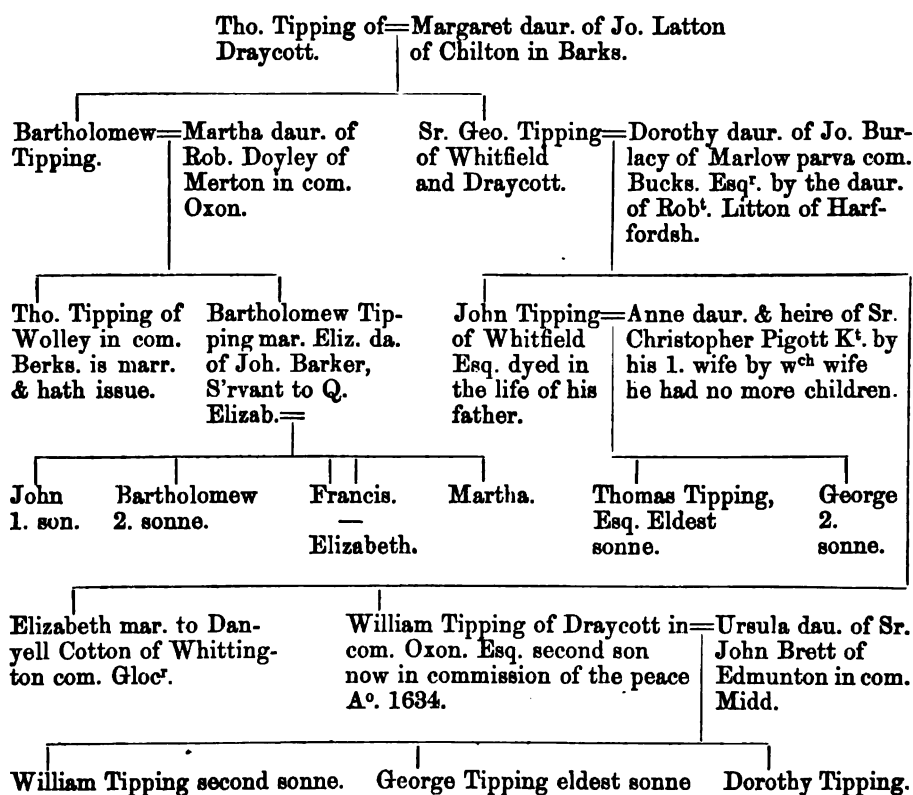 Tho. Tipping of=Margaret daur. of Jo. Latton
Draycott. of Chilton in Barks.
Bartholomew=Martha daur. of
Tipping. Rob. Doyley of
Merton in com.
Oxon.
Sr. Geo. Tipping=Dorothy daur. of Jo. Bur-
of Whitfield lacy of Marlow parva com.
and Draycott. Bucks. Esqʳ. by the daur.
of Robᵗ. Litton of Harf-
fordsh.
Tho. Tipping of
Wolley in com.
Berks. is marr.
& hath issue.
Bartholomew Tip-
ping mar. Eliz. da.
of Joh. Barker,
S'rvant to Q.
Elizab.=
John Tipping=Anne daur. & heire of Sr.
of Whitfield Christopher Pigott Kᵗ. by
Esq. dyed in his 1. wife by wᶜʰ wife
the life of his he had no more children.
father.
John
1. son.
Bartholomew
2. sonne.
Francis.
—
Elizabeth.
Martha.
Thomas Tipping,
Esq. Eldest
sonne.
George
2.
sonne.
Elizabeth mar. to Dan-
yell Cotton of Whitting-
ton com. Glocʳ.
William Tipping of Draycott in=Ursula dau. of Sr.
com. Oxon. Esq. second son John Brett of
now in commission of the peace Edmunton in com.
Aᵒ. 1634. Midd.
William Tipping second sonne.
George Tipping eldest sonne
Dorothy Tipping.